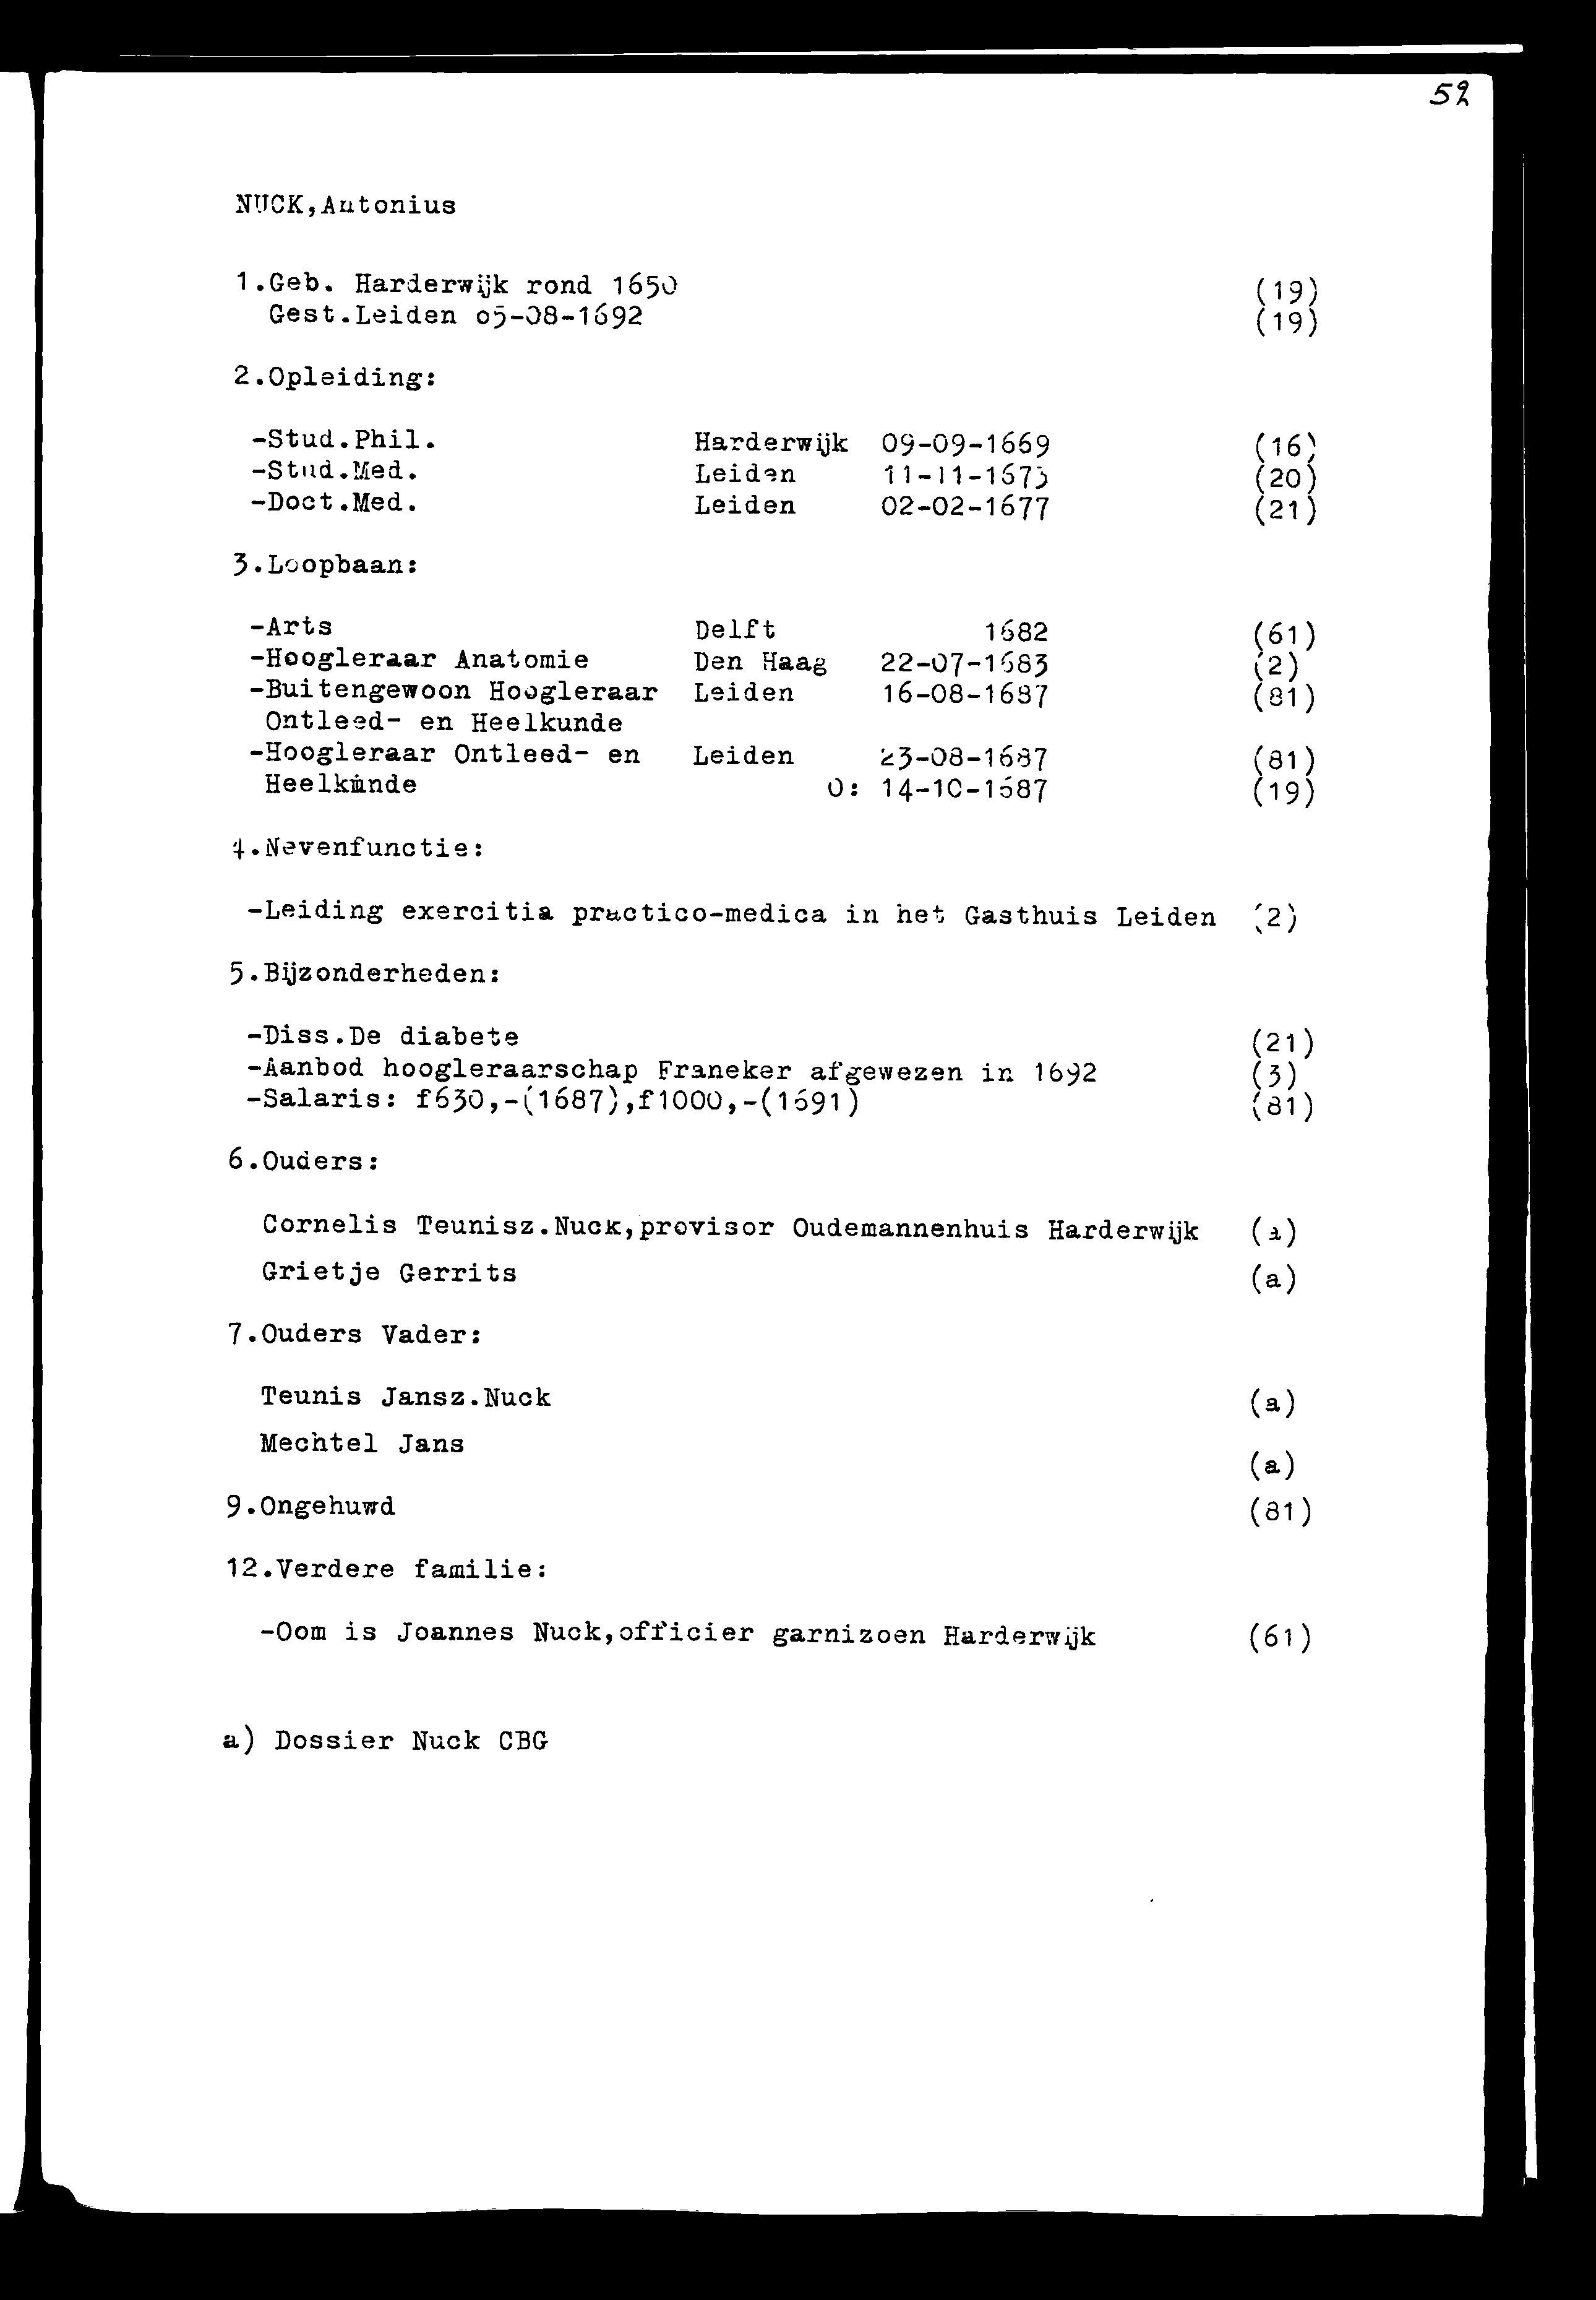 52
NUCK,Antonius
1.Geb. Harderwijk rond 1650 (19)
Gest.Leiden 05-08-1692 (19)
2.Opleiding:
-Stud.Phil. Harderwijk 09-09-1669 (16)
-Stud.Med. Leiden 11-11-1673 (20)
-Doct.Med. Leiden 02-02-1677 (21)
3.Loopbaan:
-Arts Delft 1682 (61)
-Hoogleraar Anatomie Den Haag 22-07-1683 (2)
-Buitengewoon Hoogleraar Leiden 16-08-1687 (81)
Ontleed- en Heelkunde
-Hoogleraar Ontleed- en Leiden 23-08-1687 (81)
Heelkunde O: 14-10-1687 (19)
4.Nevenfunctie:
-Leiding exercitia practico-medica in het Gasthuis Leiden (2)
5.Bijzonderheden:
-Diss.De diabete (21)
-Aanbod hoogleraarschap Franeker afgewezen in 1692 (3)
-Salaris: f630,-(1687),f1000,-(1691) (81)
6.Ouders:
Cornelis Teunisz.Nuck,provisor Oudemannenhuis Harderwijk (a)
Grietje Gerrits (a)
7.Ouders Vader:
Teunis Jansz.Nuck (a)
Mechtel Jans (a)
9.Ongehuwd (81)
12.Verdere familie:
-Oom is Joannes Nuck,officier garnizoen Harderwijk (61)
a) Dossier Nuck CBG